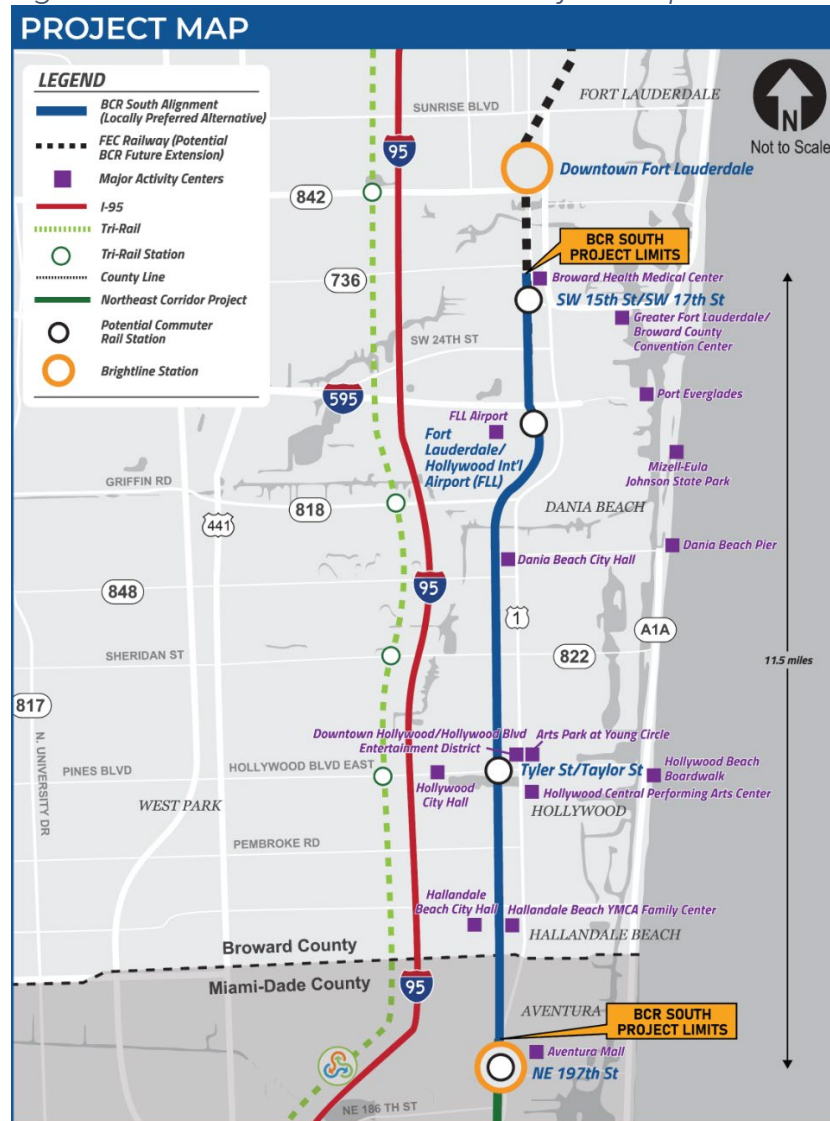 PROJECT MAP
LEGEND
BCR South Alignment
(Locally Preferred Alternative)
FEC Railway (Potential
BCR Future Extension)
Major Activity Centers
I-95
Tri-Rail
Tri-Rail Station
County Line
Northeast Corridor Project
Potential Commuter
Rail Station
Brightline Station
N
Not to Scale
FORT LAUDERDALE
SUNRISE BLVD
95
Downtown Fort Lauderdale
842
BCR SOUTH
PROJECT LIMITS
736
Broward Health Medical Center
SW 15th St/SW 17th St
Greater Fort Lauderdale/
Broward County
Convention Center
SW 24TH ST
595
Port Everglades
FLL Airport
Fort
Lauderdale/
Hollywood Int'l
Airport (FLL)
Mizell-Eula
Johnson State Park
GRIFFIN RD
818
441
DANIA BEACH
Dania Beach Pier
Dania Beach City Hall
848
95
1
A1A
SHERIDAN ST
822
11.5 miles
817
N. UNIVERSITY DR
Downtown Hollywood/Hollywood Blvd
Entertainment District
Arts Park at Young Circle
PINES BLVD
HOLLYWOOD BLVD EAST
Tyler St/Taylor St
Hollywood Beach
Boardwalk
Hollywood
City Hall
Hollywood Central Performing Arts Center
WEST PARK
HOLLYWOOD
PEMBROKE RD
Hallandale
Beach City Hall
Hallandale Beach YMCA Family Center
HALLANDALE BEACH
Broward County
Miami-Dade County
95
AVENTURA
BCR SOUTH
PROJECT LIMITS
Aventura Mall
NE 197th St
NE 186 TH ST